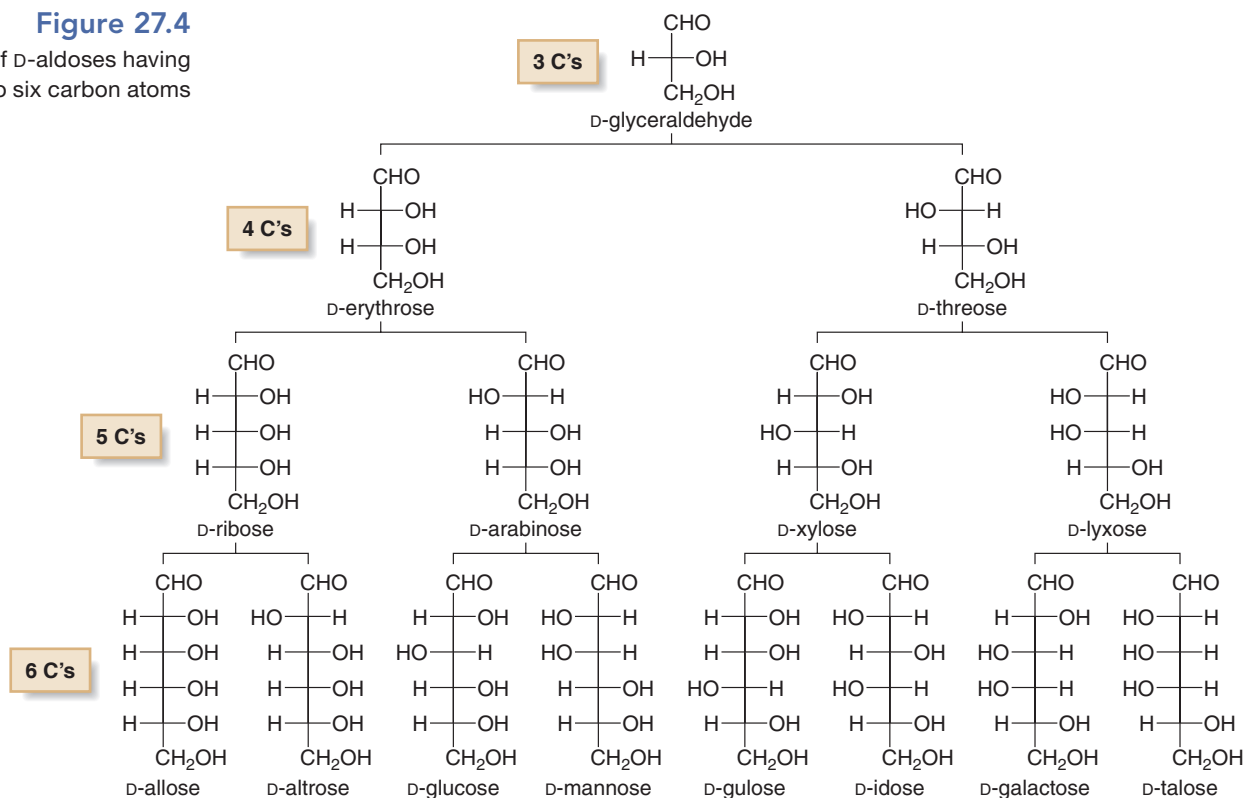 Figure 27.4
f D-aldoses having
o six carbon atoms
CHO
3 C's H OH
CH₂OH
D-glyceraldehyde
CHO CHO
4 C's H OH HO H
H OH H OH
CH₂OH CH₂OH
D-erythrose D-threose
CHO CHO CHO CHO
H OH HO H H OH HO H
5 C's H OH H OH HO H HO H
H OH H OH H OH H OH
CH₂OH CH₂OH CH₂OH CH₂OH
D-ribose D-arabinose D-xylose D-lyxose
CHO CHO CHO CHO CHO CHO CHO CHO
H OH HO H H OH HO H H OH HO H H OH HO H
H OH H OH HO H HO H H OH H OH HO H HO H
6 C's H OH H OH H OH H OH HO H HO H HO H HO H
H OH H OH H OH H OH H OH H OH H OH H OH
CH₂OH CH₂OH CH₂OH CH₂OH CH₂OH CH₂OH CH₂OH CH₂OH
D-allose D-altrose D-glucose D-mannose D-gulose D-idose D-galactose D-talose